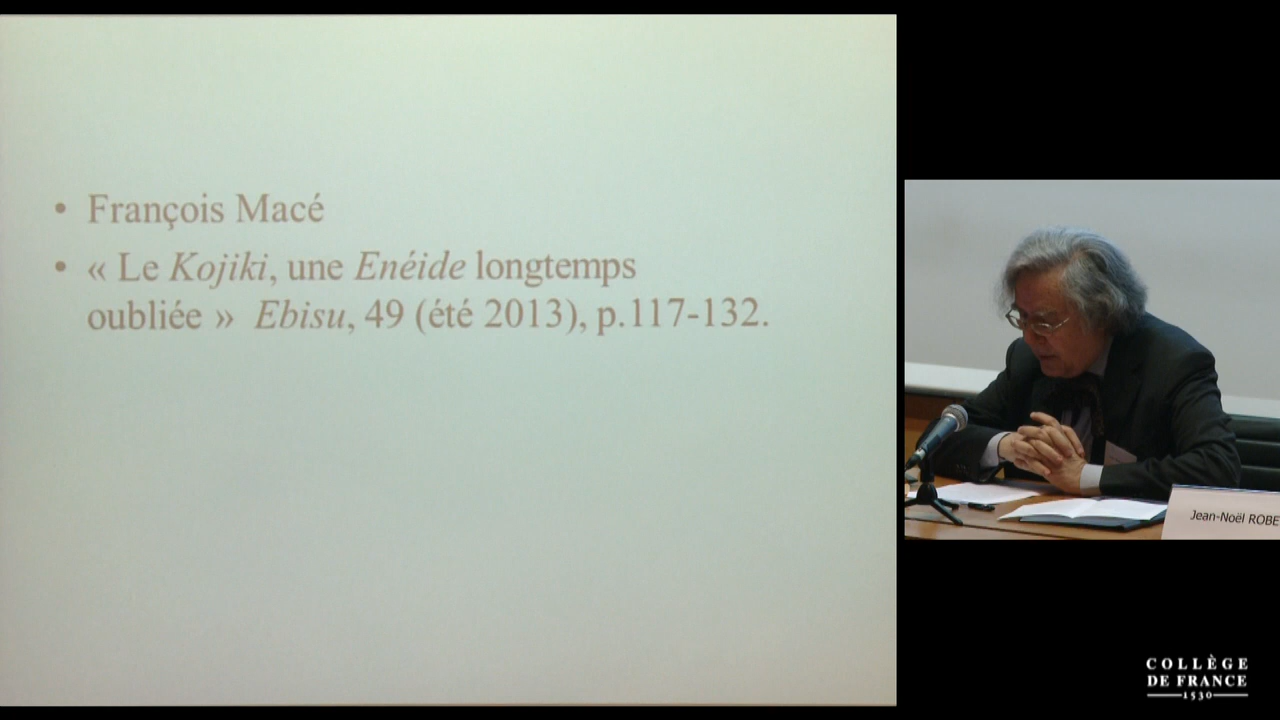 • François Macé
• « Le Kojiki, une Enéide longtemps
oubliée » Ebisu, 49 (été 2013), p.117-132.
Jean-Noël ROBE
COLLÈGE
DE FRANCE
1530